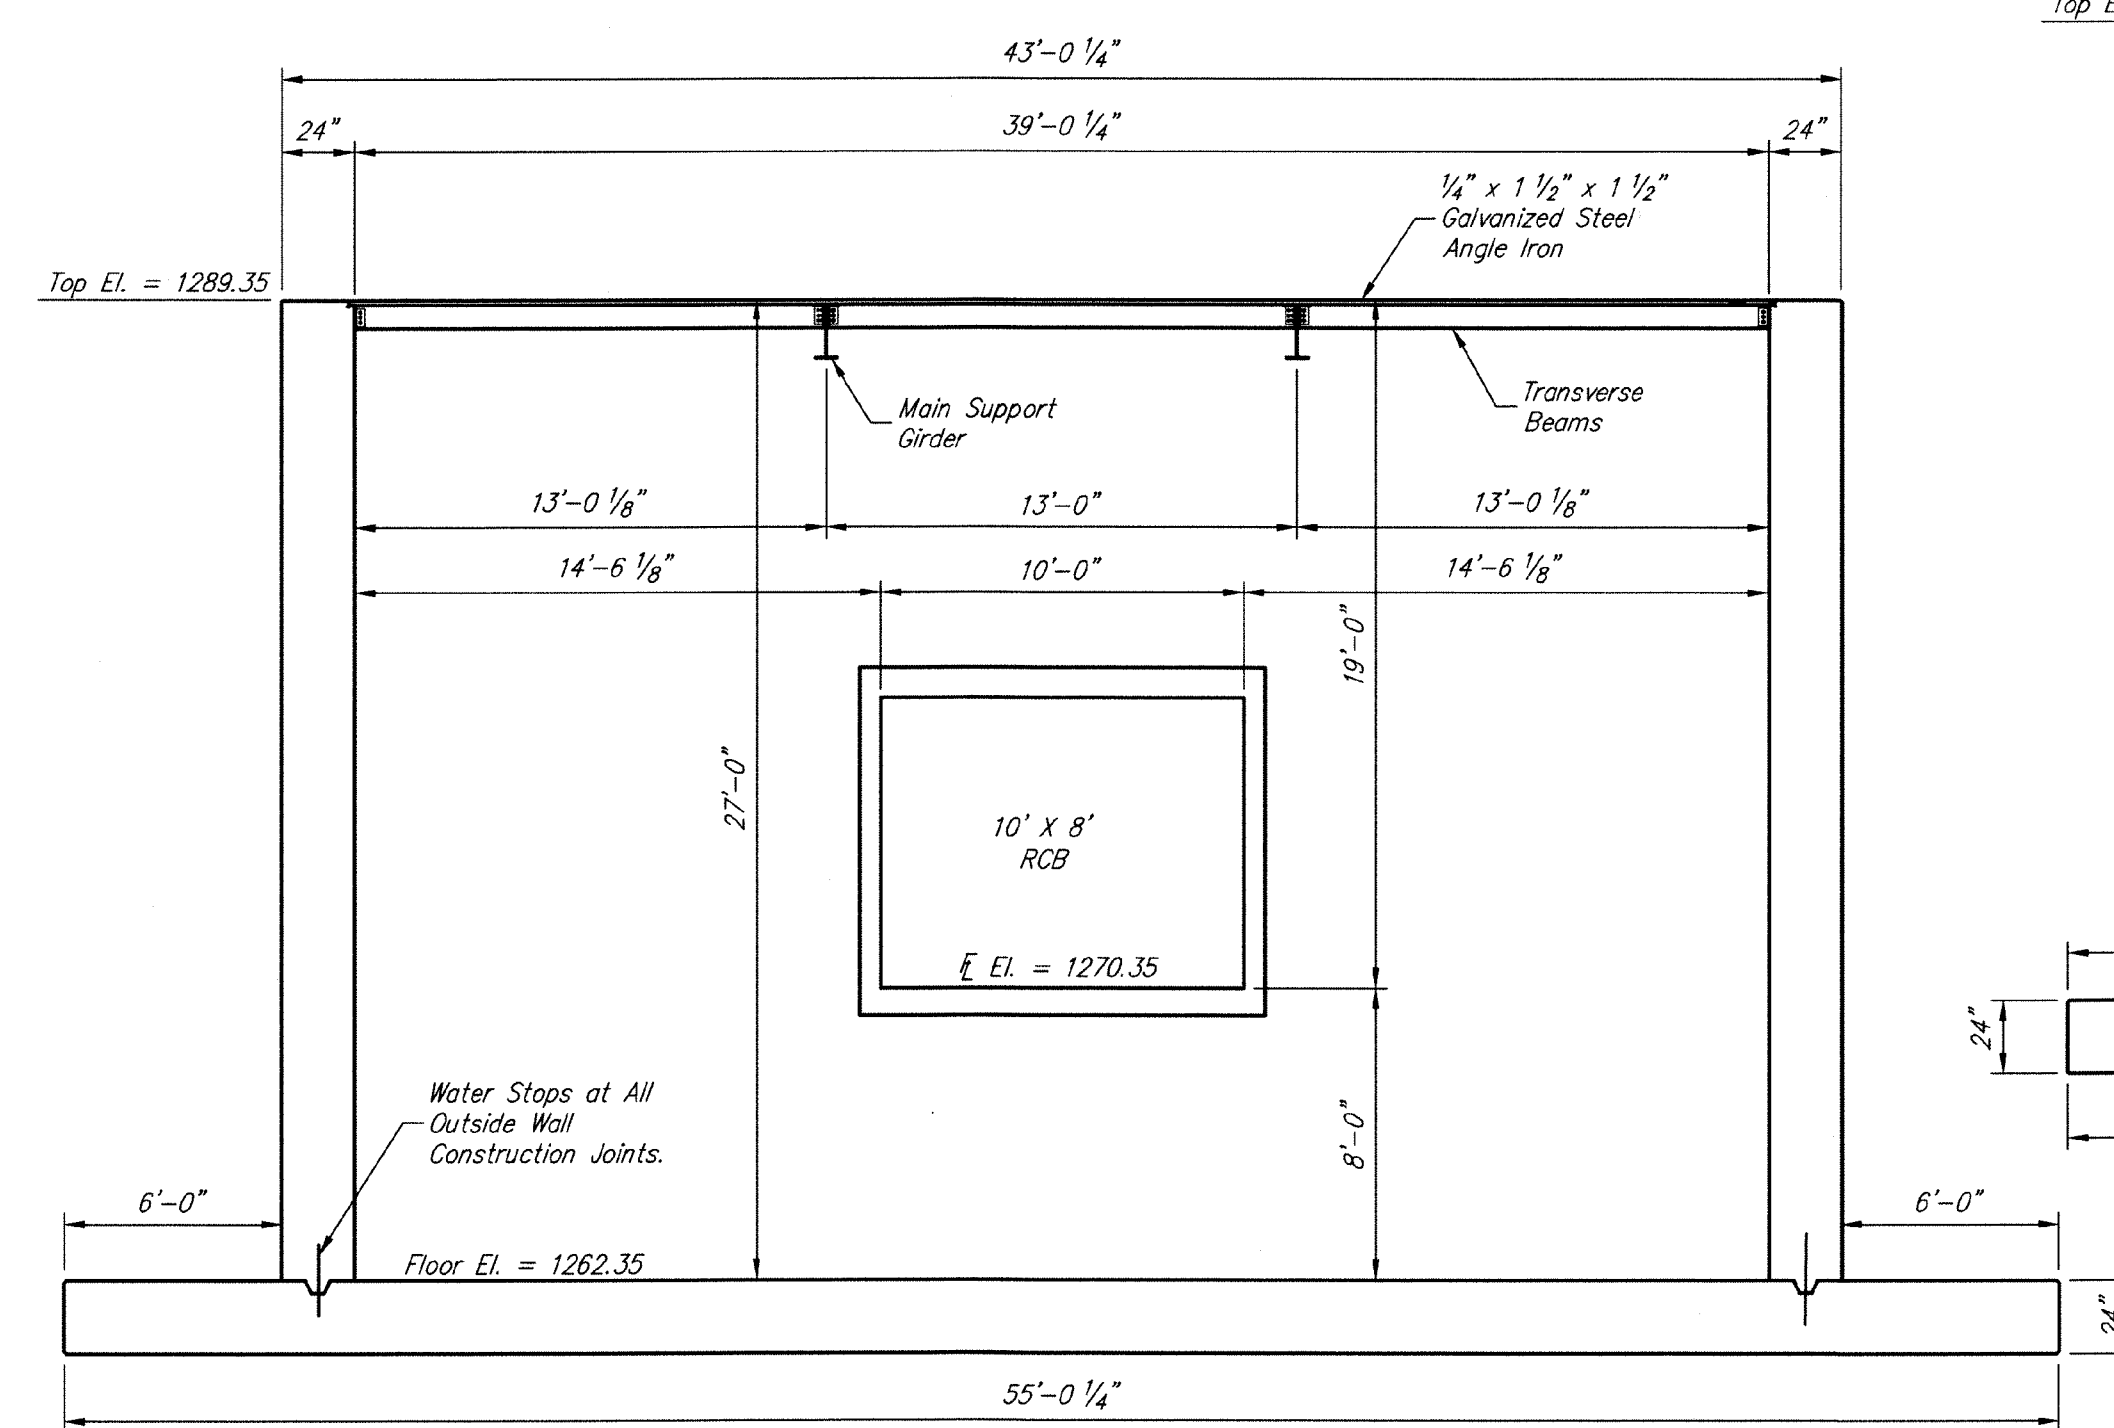 Top E
43'-0 1/4"
24"
39'-0 1/4"
24"
1/4" x 1 1/2" x 1 1/2"
Galvanized Steel
Angle Iron
Top El. = 1289.35
Main Support
Girder
Transverse
Beams
13'-0 1/8"
13'-0"
13'-0 1/8"
14'-6 1/8"
10'-0"
14'-6 1/8"
19'-0"
27'-0"
10' X 8'
RCB
FL El. = 1270.35
24"
Water Stops at All
Outside Wall
Construction Joints.
8'-0"
6'-0"
6'-0"
Floor El. = 1262.35
24"
55'-0 1/4"